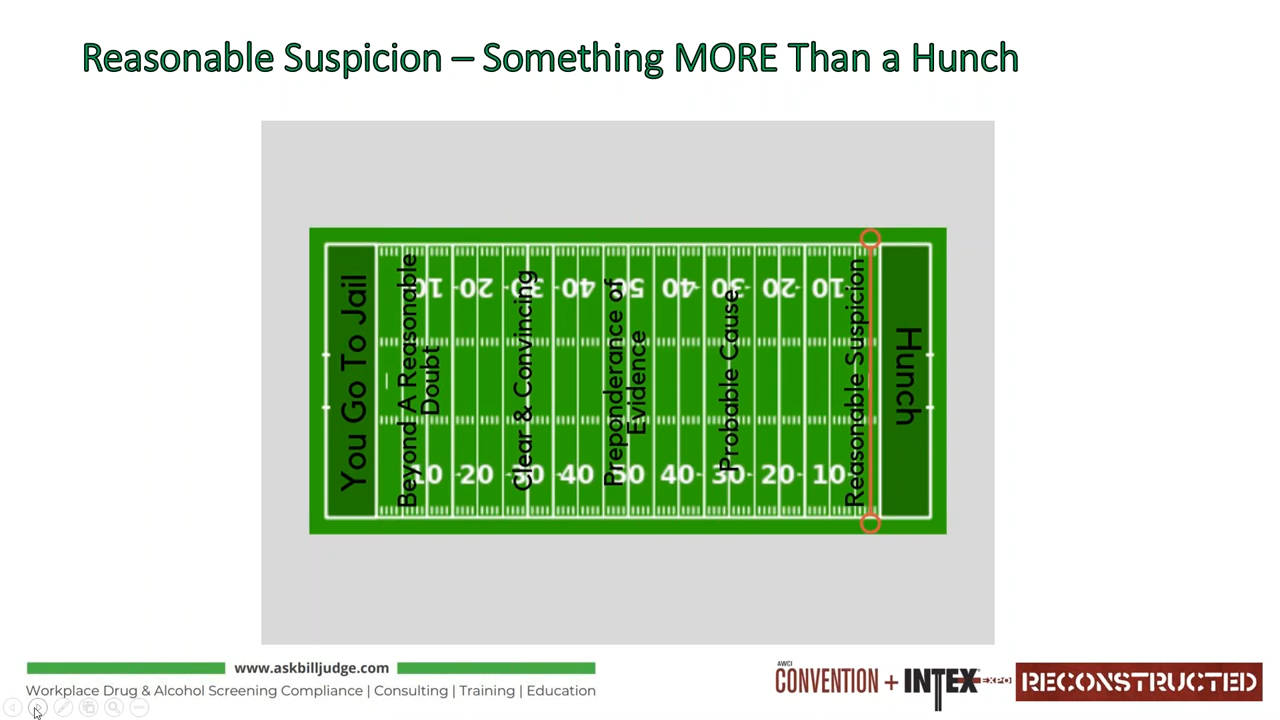 Reasonable Suspicion – Something MORE Than a Hunch
10 20 30 40 50 40 30 20 10
You Go To Jail
Beyond A Reasonable
Doubt
Clear & Convincing
Preponderance of
Evidence
Probable Cause
Reasonable Suspicion
Hunch
10 20 30 40 50 40 30 20 10
www.askbilljudge.com
Workplace Drug & Alcohol Screening Compliance | Consulting | Training | Education
AWCI
CONVENTION + INTEX EXPO RECONSTRUCTED